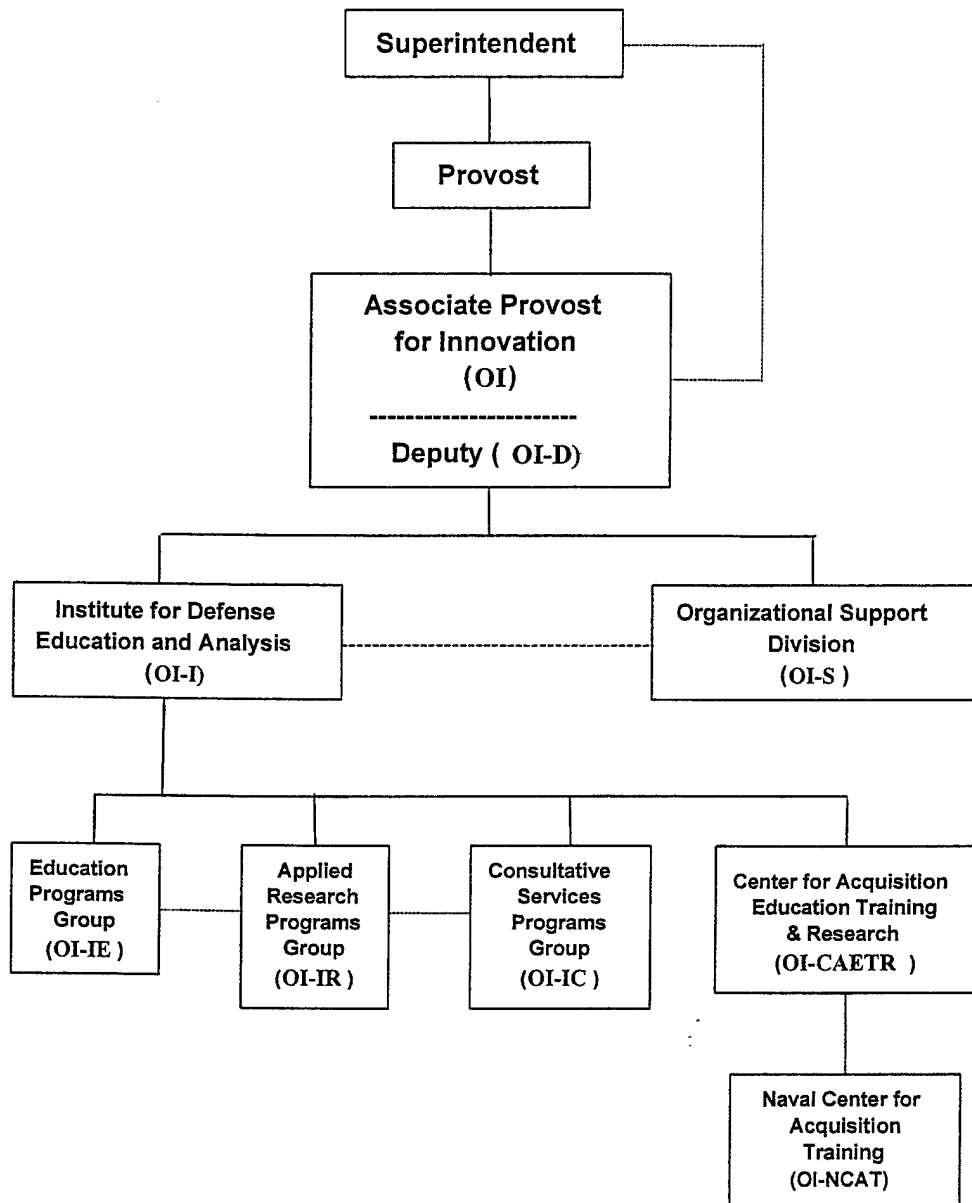 Superintendent
Provost
Associate Provost
for Innovation
(OI)
Deputy ( OI-D)
Institute for Defense
Education and Analysis
(OI-I)
Organizational Support
Division
(OI-S )
Education
Programs
Group
(OI-IE )
Applied
Research
Programs
Group
(OI-IR )
Consultative
Services
Programs
Group
(OI-IC )
Center for Acquisition
Education Training
& Research
(OI-CAETR )
Naval Center for
Acquisition
Training
(OI-NCAT)